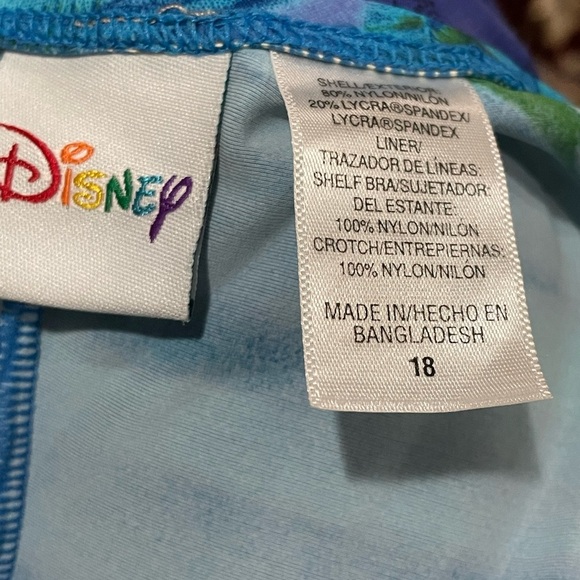 DISNEY
SHELL/EXTERIOR:
80% NYLON/NILÓN
20% LYCRA®SPANDEX/
LYCRA®SPANDEX
LINER/
TRAZADOR DE LÍNEAS:
SHELF BRA/SUJETADOR
DEL ESTANTE:
100% NYLON/NILÓN
CROTCH/ENTREPIERNAS:
100% NYLON/NILÓN
MADE IN/HECHO EN
BANGLADESH
18